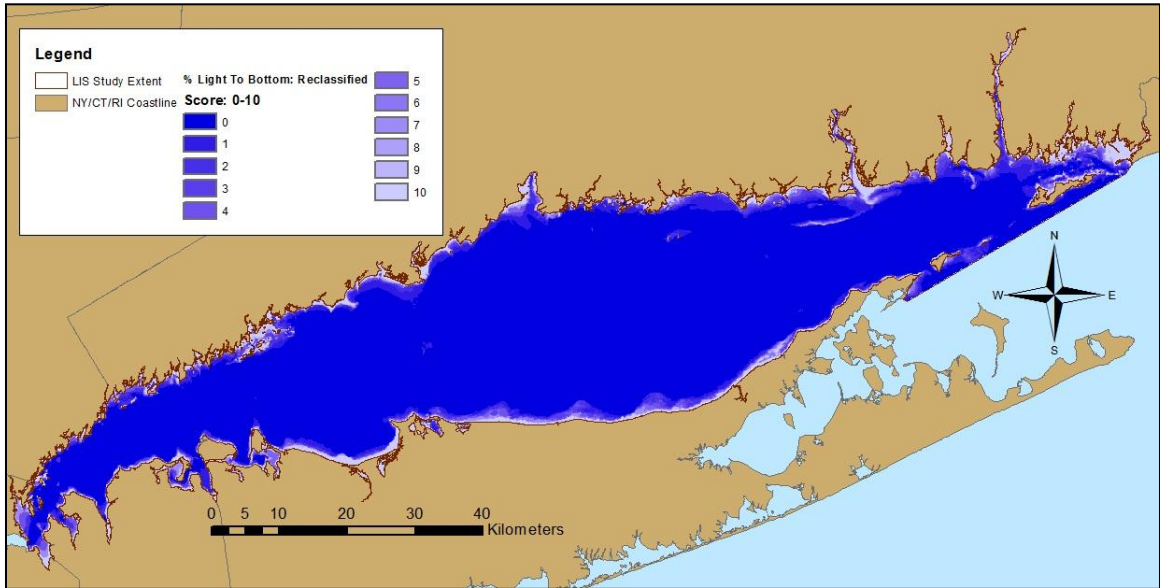 Legend
LIS Study Extent
NY/CT/RI Coastline
% Light To Bottom: Reclassified
Score: 0-10
0
1
2
3
4
5
6
7
8
9
10
N
W E
S
0 5 10 20 30 40
Kilometers